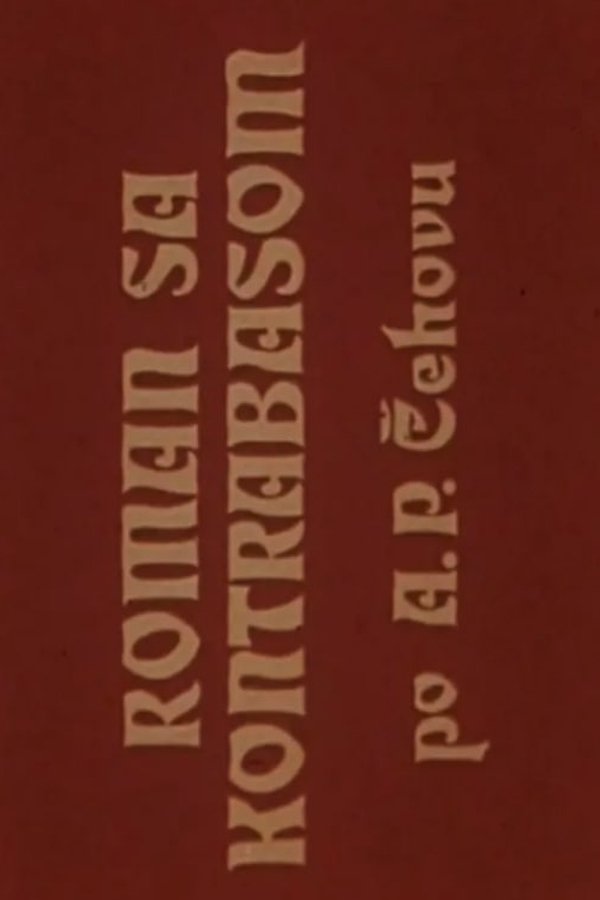 ROMAN SA
KONTRABASOM
po A.P. Čehovu